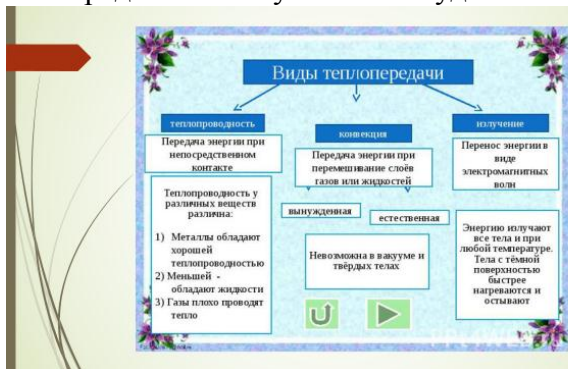 Виды теплопередачи
теплопроводность
Передача энергии при
непосредственном
контакте
Теплопроводность у
различных веществ
различна:
1) Металлы обладают
хорошей
теплопроводностью
2) Меньшей -
обладают жидкости
3) Газы плохо проводят
тепло
конвекция
Передача энергии при
перемешивание слоёв
газов или жидкостей
вынужденная
естественная
Невозможна в вакууме и
твёрдых телах
излучение
Перенос энергии в
виде
электромагнитных
волн
Энергию излучают
все тела и при
любой температуре.
Тела с тёмной
поверхностью
быстрее
нагреваются и
остывают